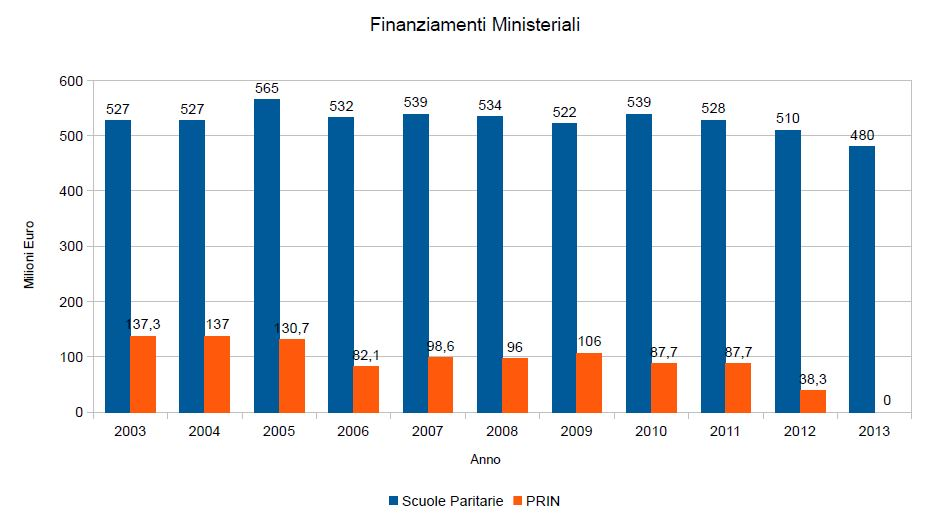 Finanziamenti Ministeriali
Milioni Euro
600
500
400
300
200
100
0
527 527 565 532 539 534 522 539 528 510 480
137,3 137 130,7 82,1 98,6 96 106 87,7 87,7 38,3 0
2003 2004 2005 2006 2007 2008 2009 2010 2011 2012 2013
Anno
Scuole Paritarie PRIN